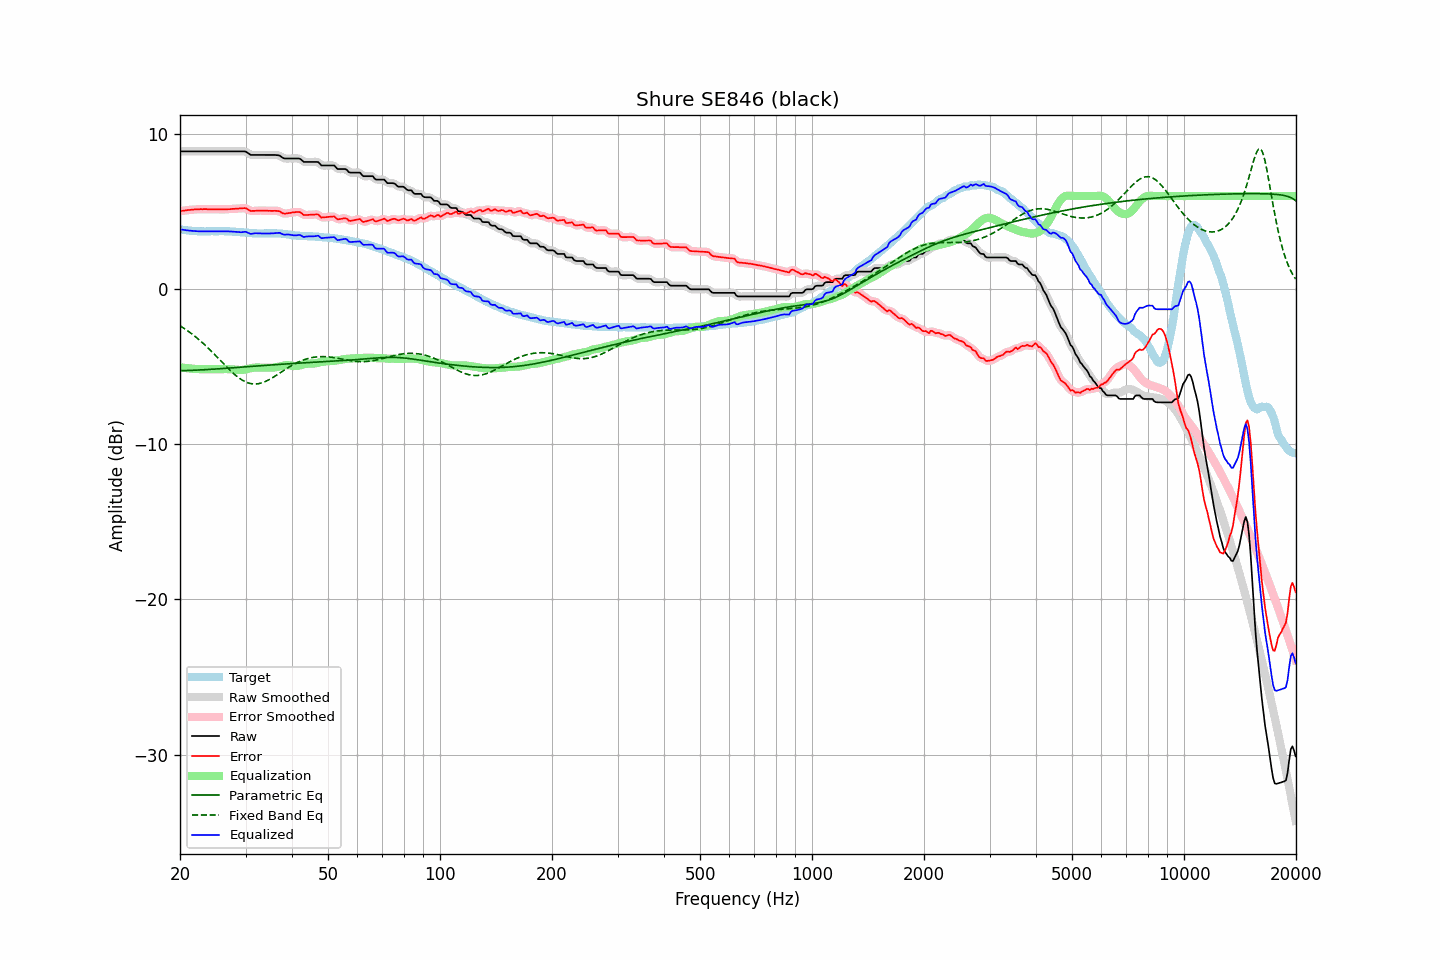 Shure SE846 (black)
10
0
−10
−20
−30
Amplitude (dBr)
Target
Raw Smoothed
Error Smoothed
Raw
Error
Equalization
Parametric Eq
Fixed Band Eq
Equalized
20 50 100 200 500 1000 2000 5000 10000 20000
Frequency (Hz)